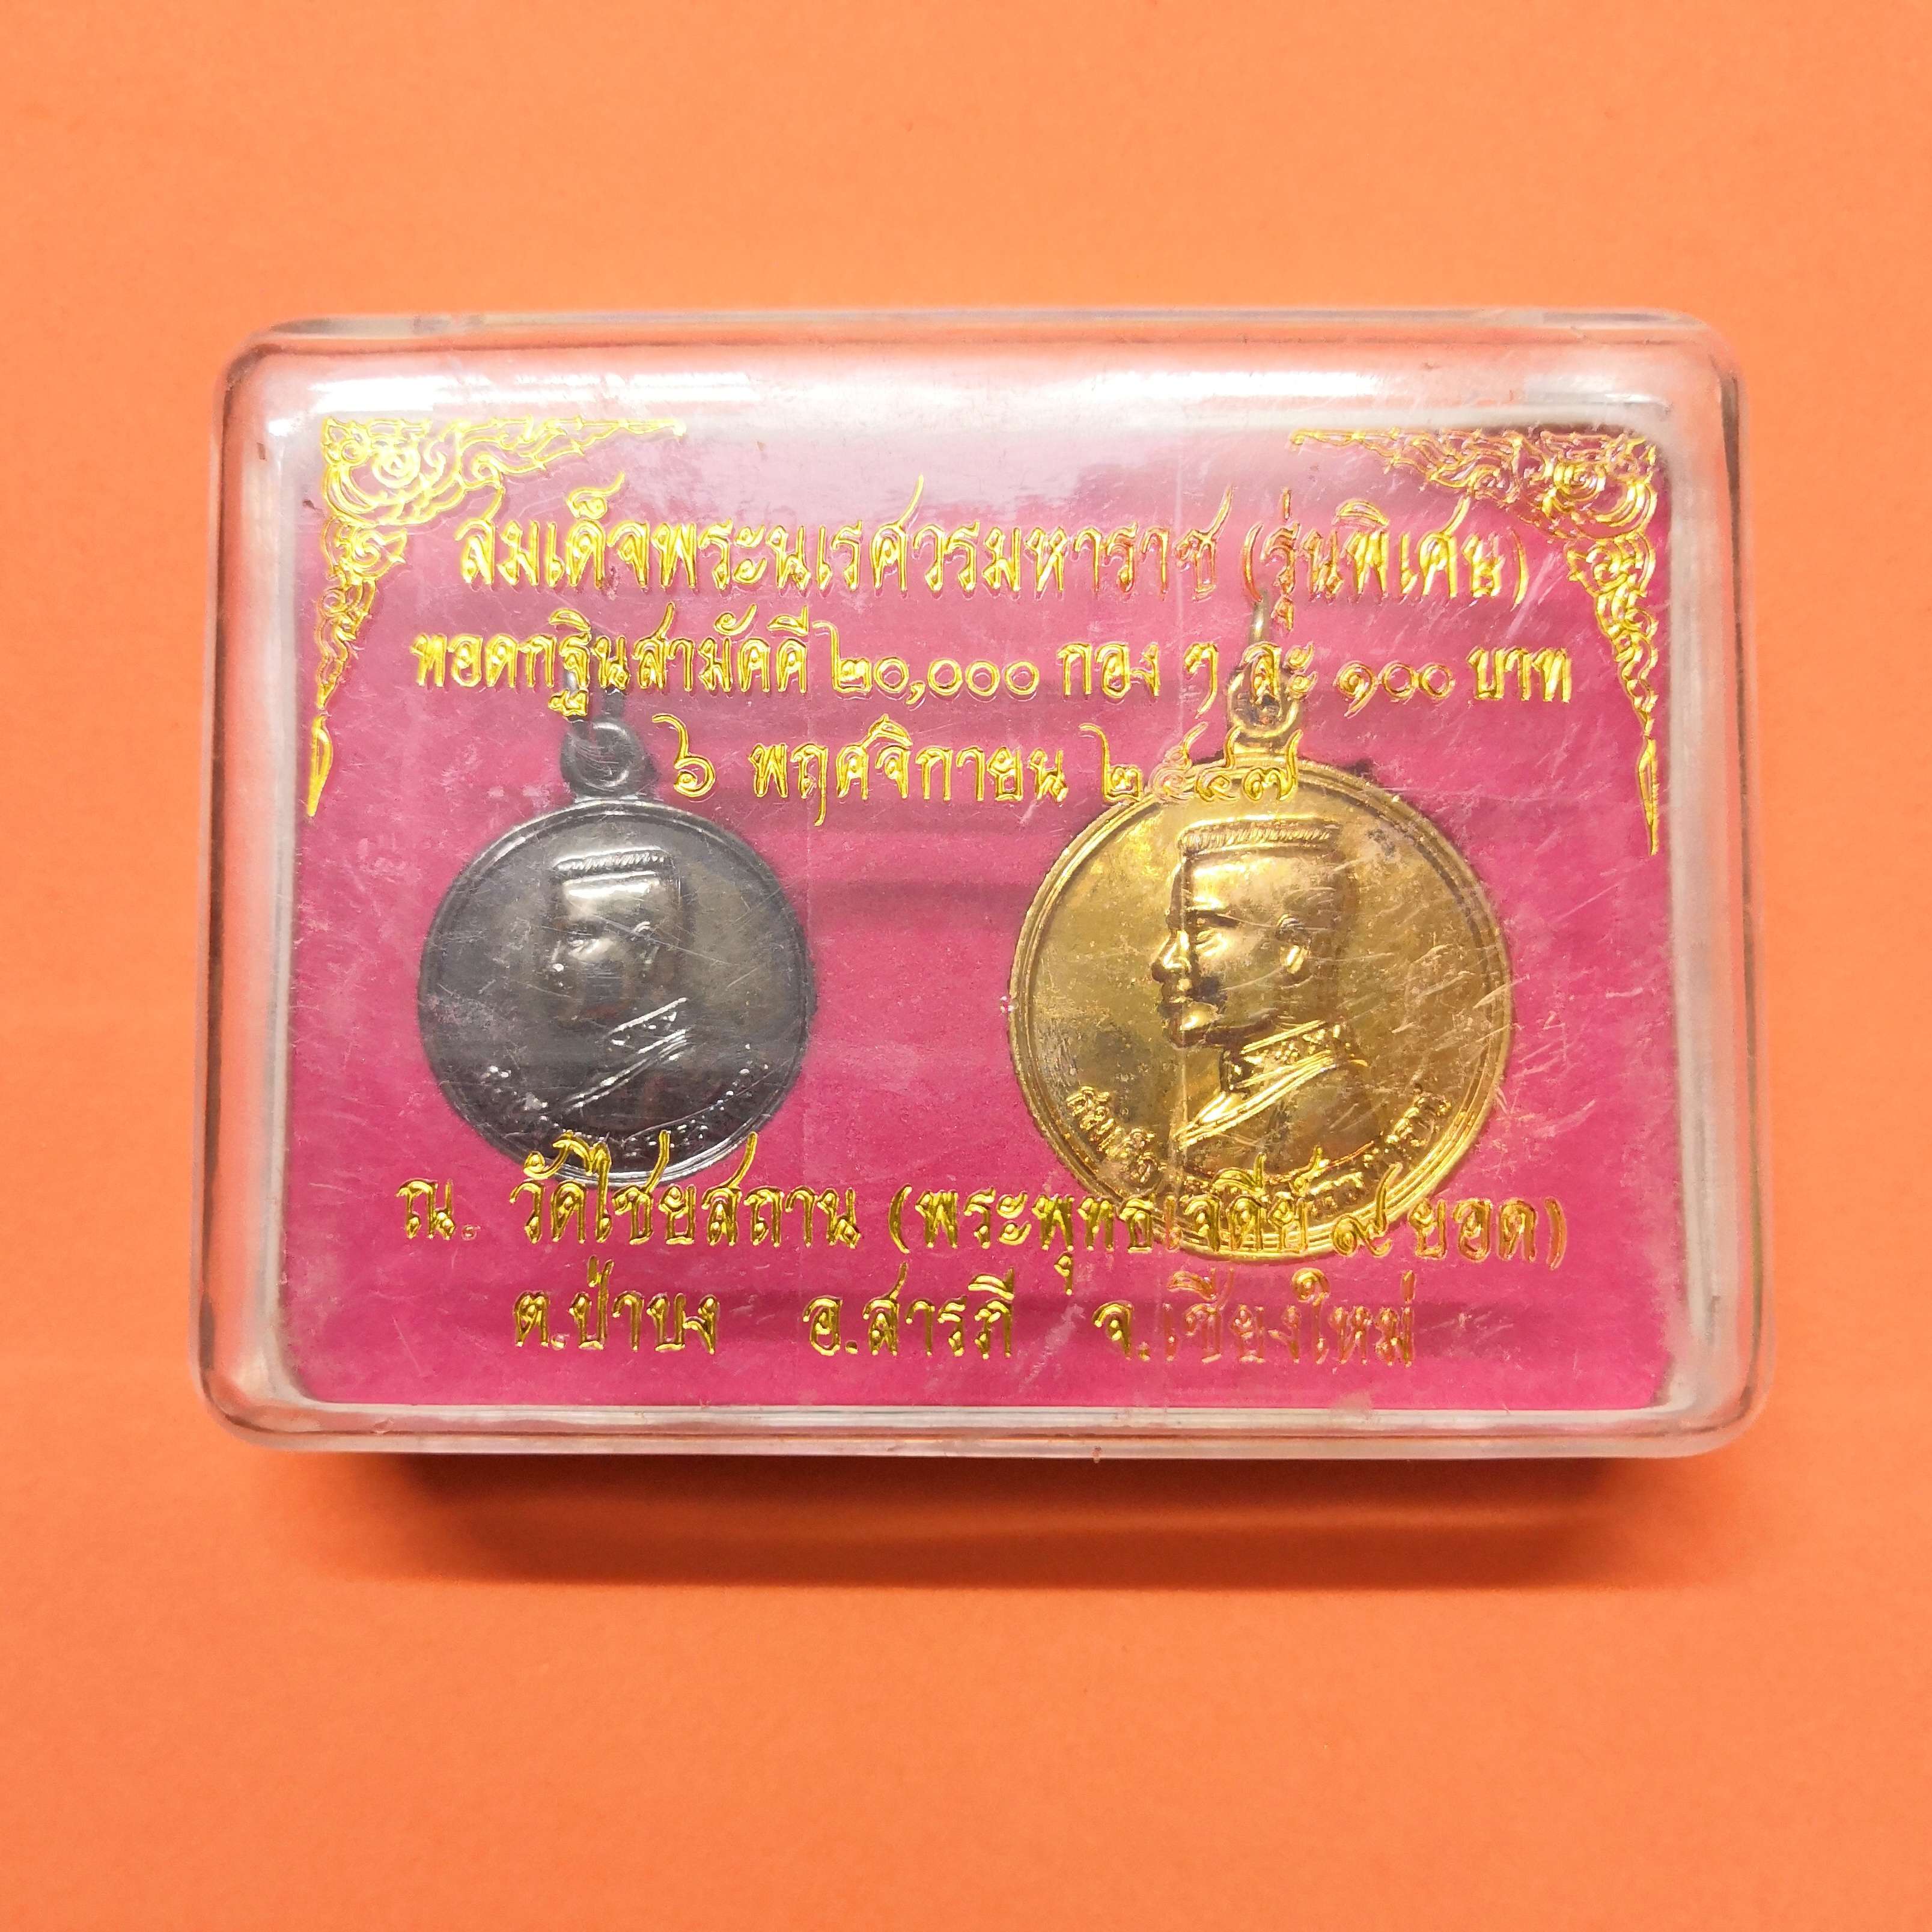 สมเด็จพระนเรศวรมหาราช (รุ่นพิเศษ)
ทอดกฐินสามัคคี ๒๐,๐๐๐ กอง ๆ ละ ๑๐๐ บาท
๖ พฤศจิกายน ๒๕๔๗
ณ. วัดไชยสถาน (พระพุทธเจดีย์ ๙ ยอด)
ต.ป่าบง อ.สารภี จ.เชียงใหม่